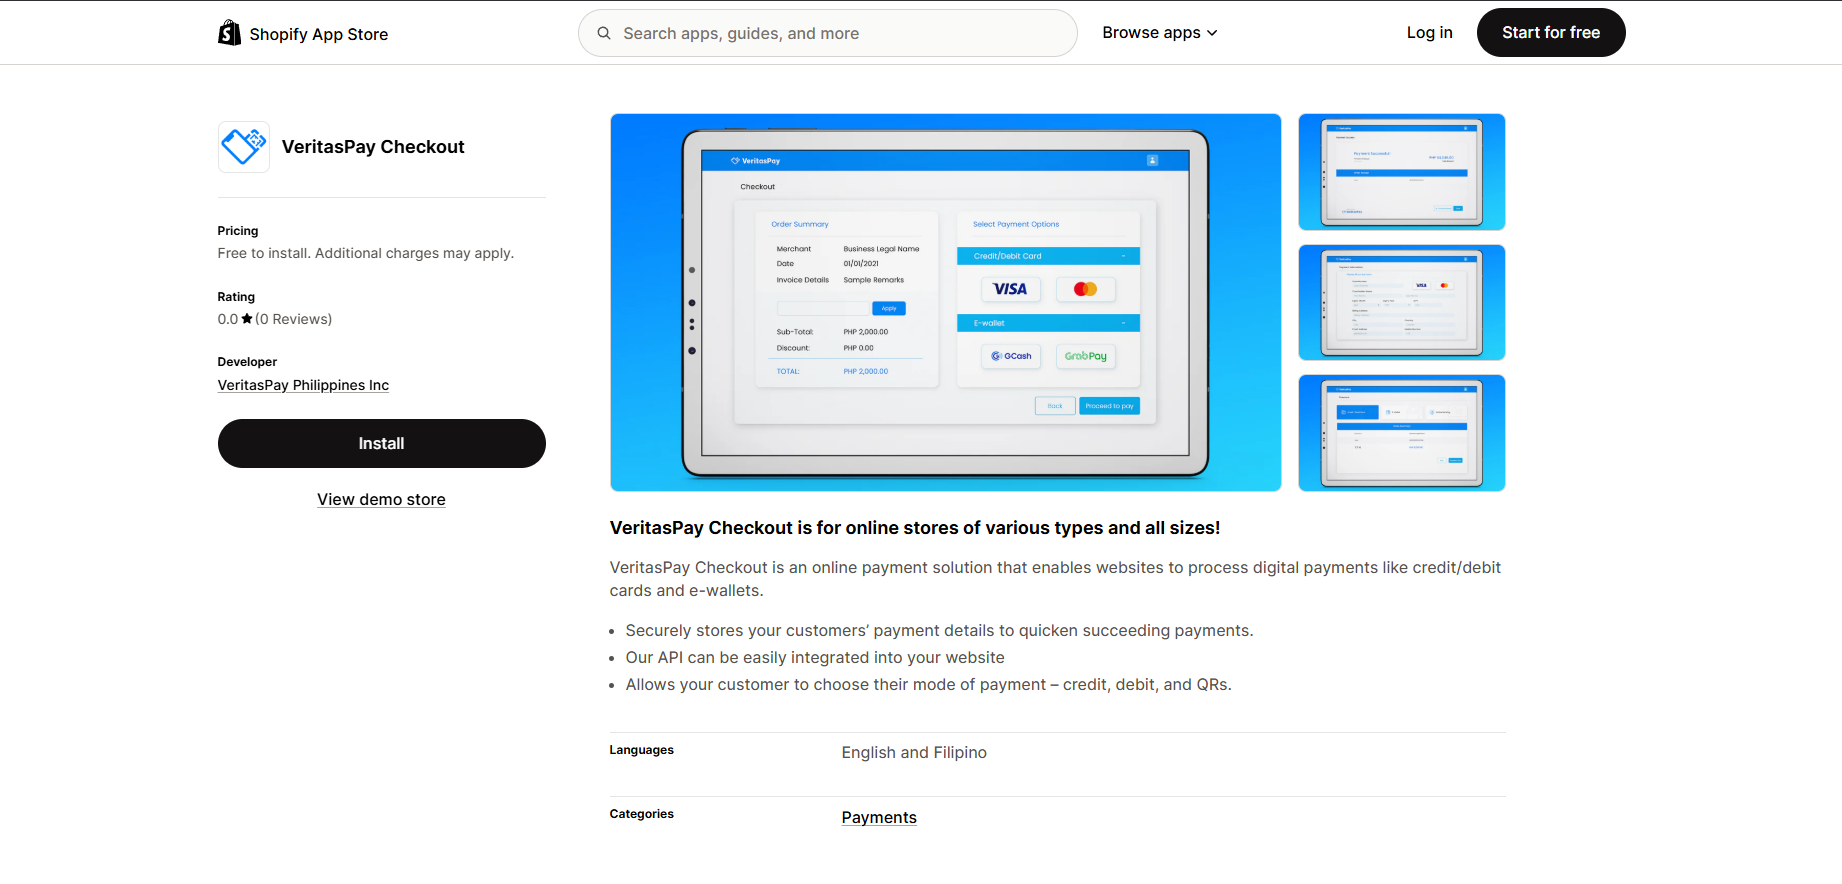 Shopify App Store
Search apps, guides, and more
Browse apps
Log in
Start for free
VeritasPay Checkout
Pricing
Free to install. Additional charges may apply.
Rating
0.0 ★ (0 Reviews)
Developer
VeritasPay Philippines Inc
Install
View demo store
VeritasPay
Checkout
Order Summary
Merchant Business Legal Name
Date 01/01/2021
Invoice Details Sample Remarks
Apply
Sub-Total: PHP 2,000.00
Discount: PHP 0.00
TOTAL: PHP 2,000.00
Select Payment Options
Credit/Debit Card -
VISA
E-wallet -
GCash
GrabPay
Back
Proceed to pay
Payment Successful
VISA
VeritasPay Checkout is for online stores of various types and all sizes!
VeritasPay Checkout is an online payment solution that enables websites to process digital payments like credit/debit
cards and e-wallets.
• Securely stores your customers’ payment details to quicken succeeding payments.
• Our API can be easily integrated into your website
• Allows your customer to choose their mode of payment – credit, debit, and QRs.
Languages English and Filipino
Categories Payments